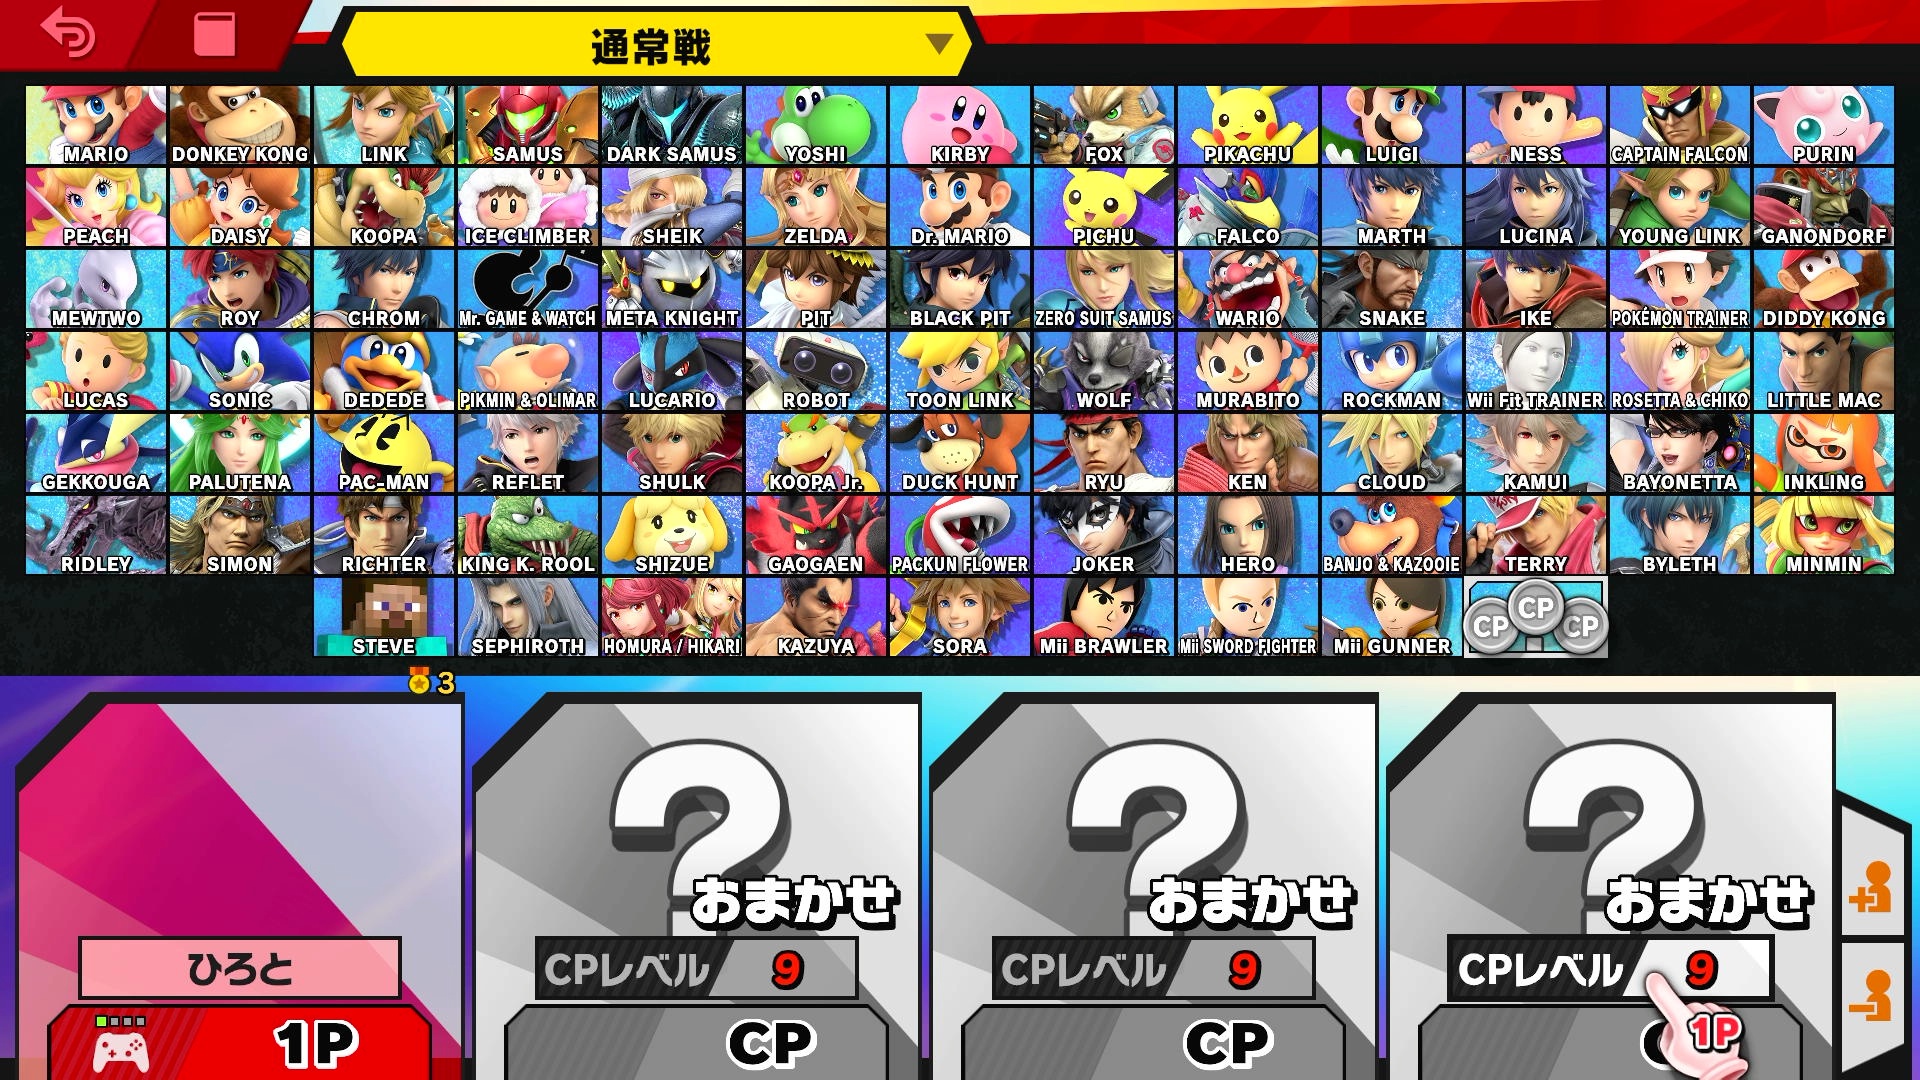 通常戦
MARIO
DONKEY KONG
LINK
SAMUS
DARK SAMUS
YOSHI
KIRBY
FOX
PIKACHU
LUIGI
NESS
CAPTAIN FALCON
PURIN
PEACH
DAISY
KOOPA
ICE CLIMBER
SHEIK
ZELDA
Dr. MARIO
PICHU
FALCO
MARTH
LUCINA
YOUNG LINK
GANONDORF
MEWTWO
ROY
CHROM
Mr. GAME & WATCH
META KNIGHT
PIT
BLACK PIT
ZERO SUIT SAMUS
WARIO
SNAKE
IKE
POKÉMON TRAINER
DIDDY KONG
LUCAS
SONIC
DEDEDE
PIKMIN & OLIMAR
LUCARIO
ROBOT
TOON LINK
WOLF
MURABITO
ROCKMAN
Wii Fit TRAINER
ROSETTA & CHIKO
LITTLE MAC
GEKKOUGA
PALUTENA
PAC-MAN
REFLET
SHULK
KOOPA Jr.
DUCK HUNT
RYU
KEN
CLOUD
KAMUI
BAYONETTA
INKLING
RIDLEY
SIMON
RICHTER
KING K. ROOL
SHIZUE
GAOGAEN
PACKUN FLOWER
JOKER
HERO
BANJO & KAZOOIE
TERRY
BYLETH
MINMIN
STEVE
SEPHIROTH
HOMURA / HIKARI
KAZUYA
SORA
Mii BRAWLER
Mii SWORD FIGHTER
Mii GUNNER
CP CP CP
3
ひろと
1P
おまかせ
CPレベル 9
CP
おまかせ
CPレベル 9
CP
おまかせ
CPレベル 9
1P